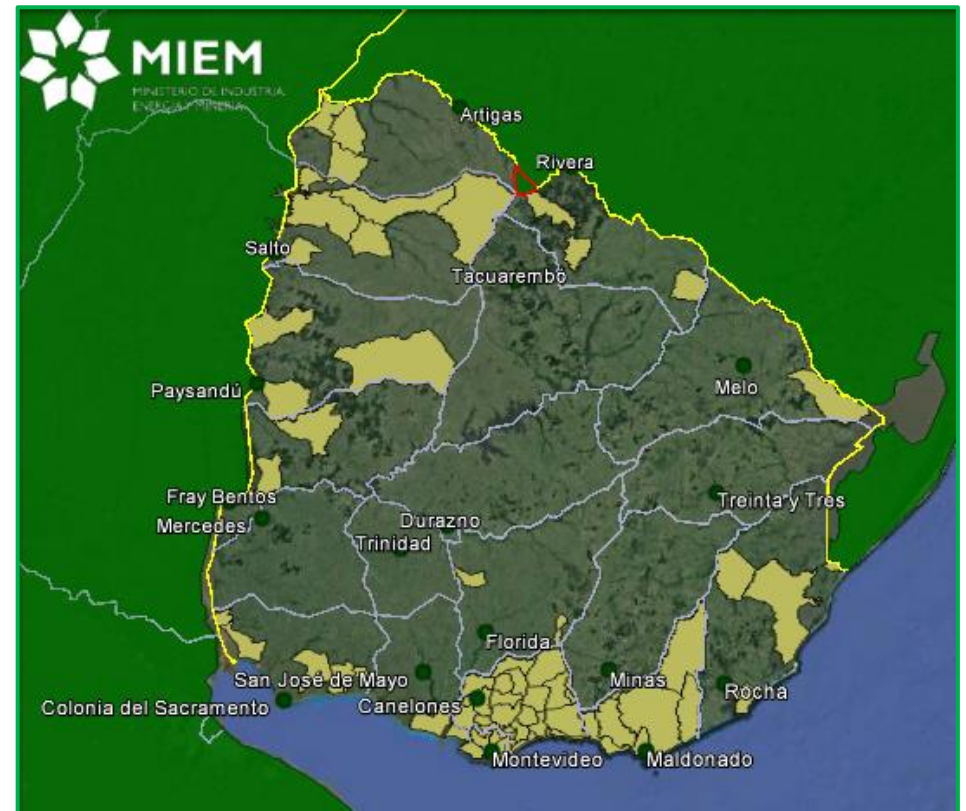 MIEM
MINISTERIO DE INDUSTRIA,
ENERGÍA Y MINERÍA
Artigas
Rivera
Salto
Tacuarembó
Paysandú
Melo
Fray Bentos
Mercedes
Durazno
Trinidad
Treinta y Tres
Florida
San José de Mayo
Minas
Rocha
Colonia del Sacramento
Canelones
Montevideo
Maldonado